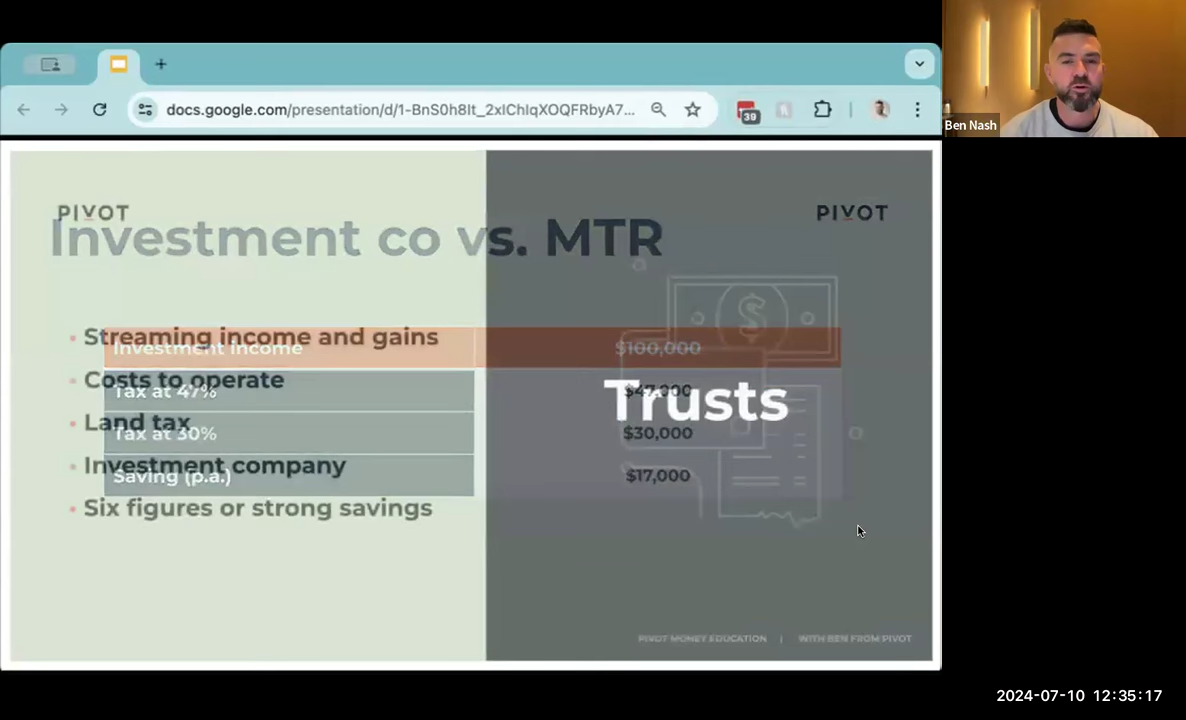 docs.google.com/presentation/d/1-BnS0h8It_2xIChIqXOQFRbyA7...
39
Ben Nash
PIVOT
PIVOT
Investment co vs. MTR
Streaming income and gains
Investment income
$100,000
Costs to operate
Tax at 47%
$47,000
Trusts
Land tax
Tax at 30%
$30,000
Investment company
Saving (p.a.)
$17,000
Six figures or strong savings
PIVOT MONEY EDUCATION | WITH BEN FROM PIVOT
2024-07-10 12:35:17